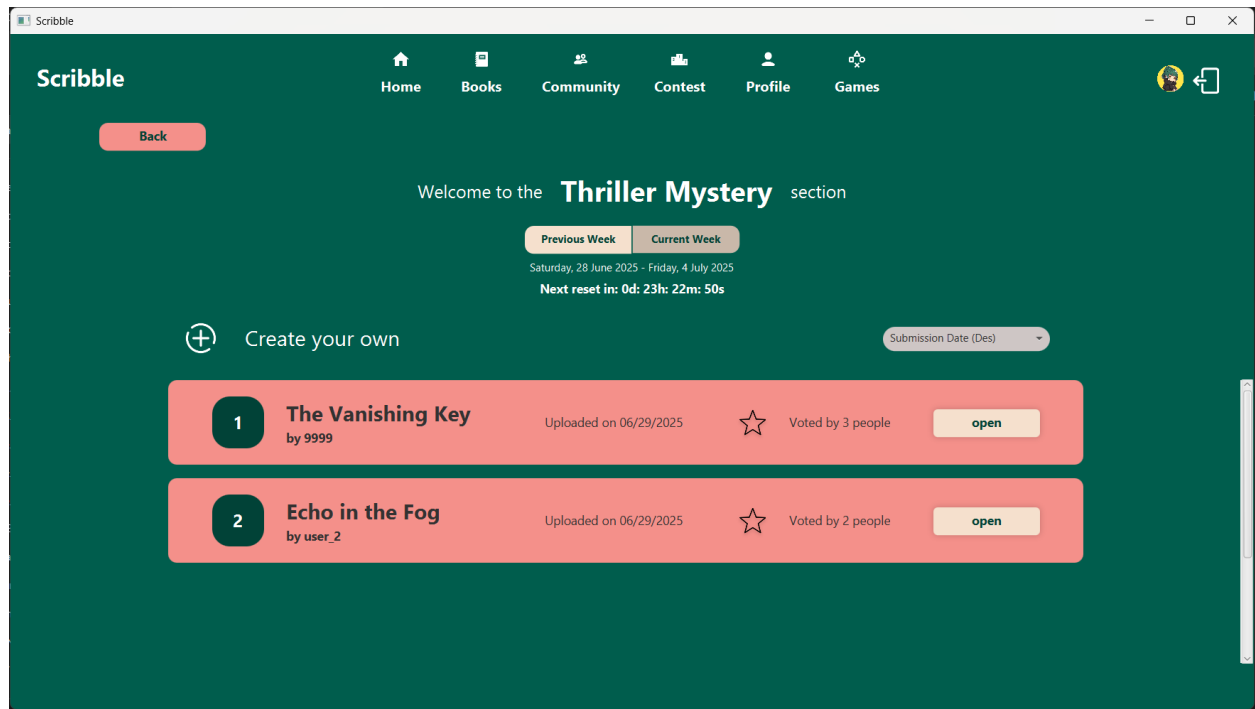 Scribble
Scribble
Home Books Community Contest Profile Games
Back
Welcome to the Thriller Mystery section
Previous Week Current Week
Saturday, 28 June 2025 - Friday, 4 July 2025
Next reset in: 0d: 23h: 22m: 50s
Create your own Submission Date (Des)
1 The Vanishing Key Uploaded on 06/29/2025 Voted by 3 people open
by 9999
2 Echo in the Fog Uploaded on 06/29/2025 Voted by 2 people open
by user_2